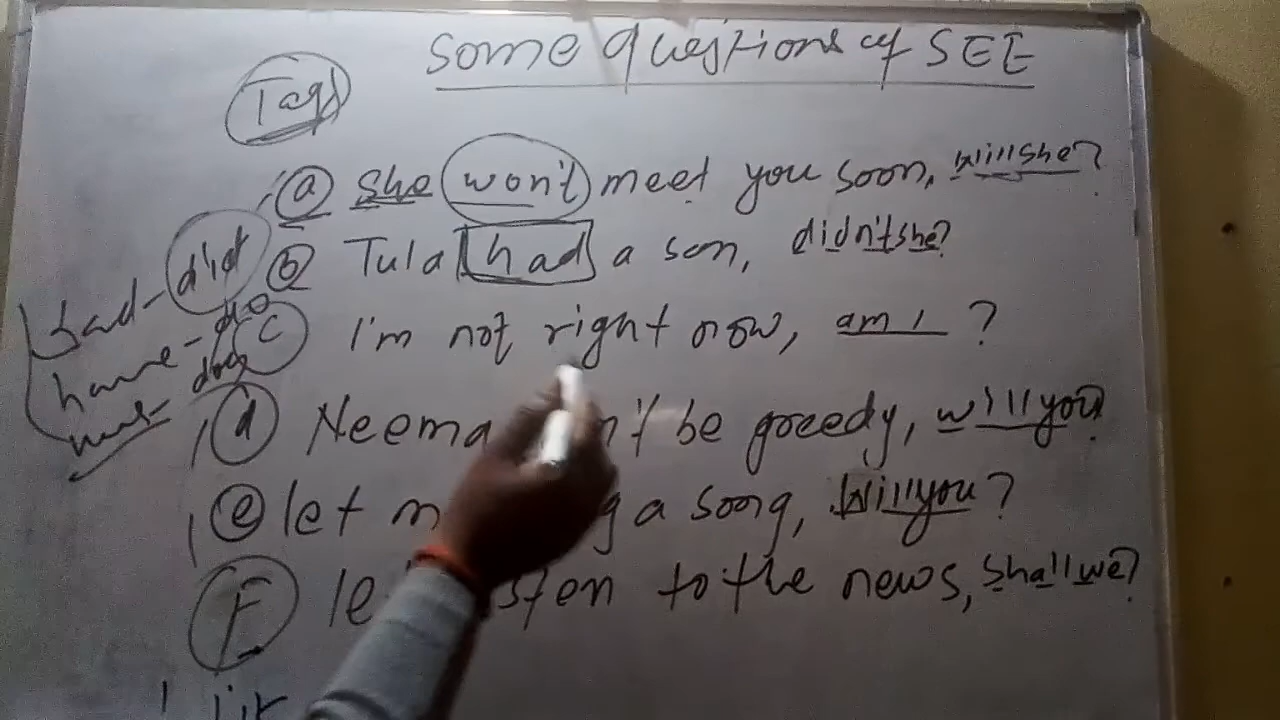 Some questions of SEE
Tags
(a) She won't meet you soon, will she?
(b) Tula had a son, didn't she?
(c) I'm not right now, am I ?
(d) Neema be greedy, will you?
(e) let a song, will you?
(F) to the news, shall we?
had - did
have - do
does